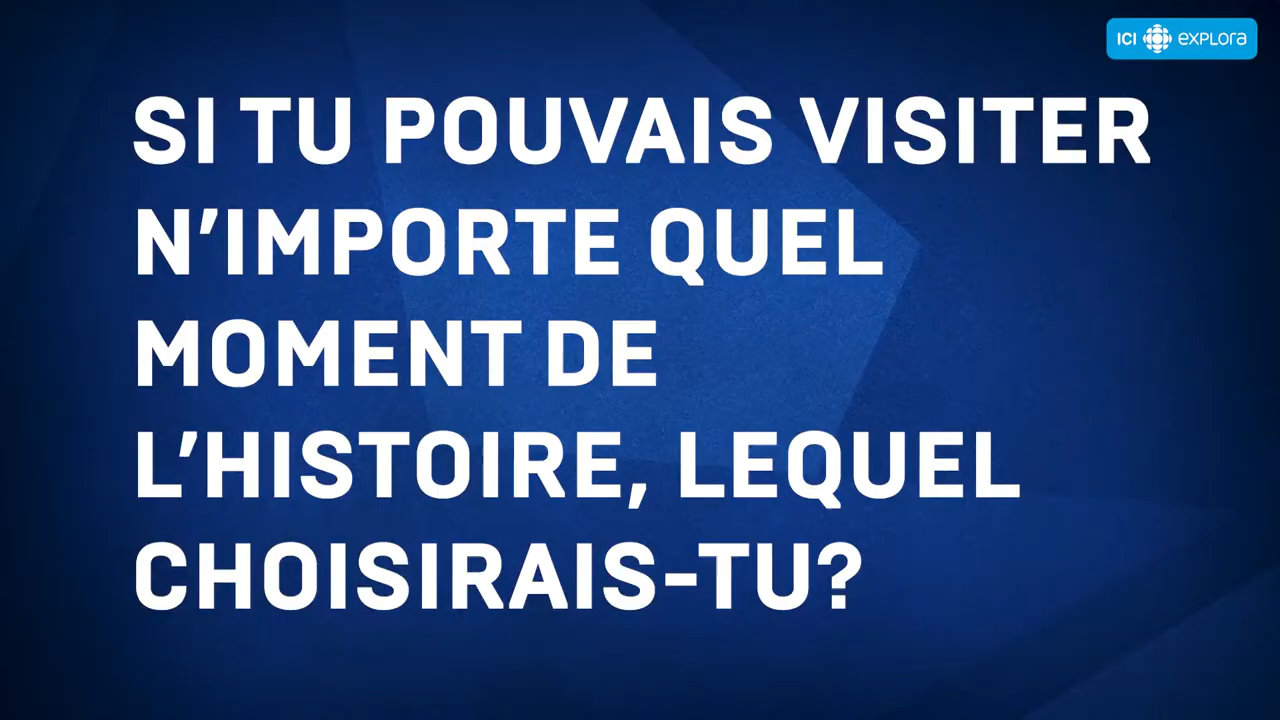 ICI explora
SI TU POUVAIS VISITER
N’IMPORTE QUEL
MOMENT DE
L’HISTOIRE, LEQUEL
CHOISIRAIS-TU?